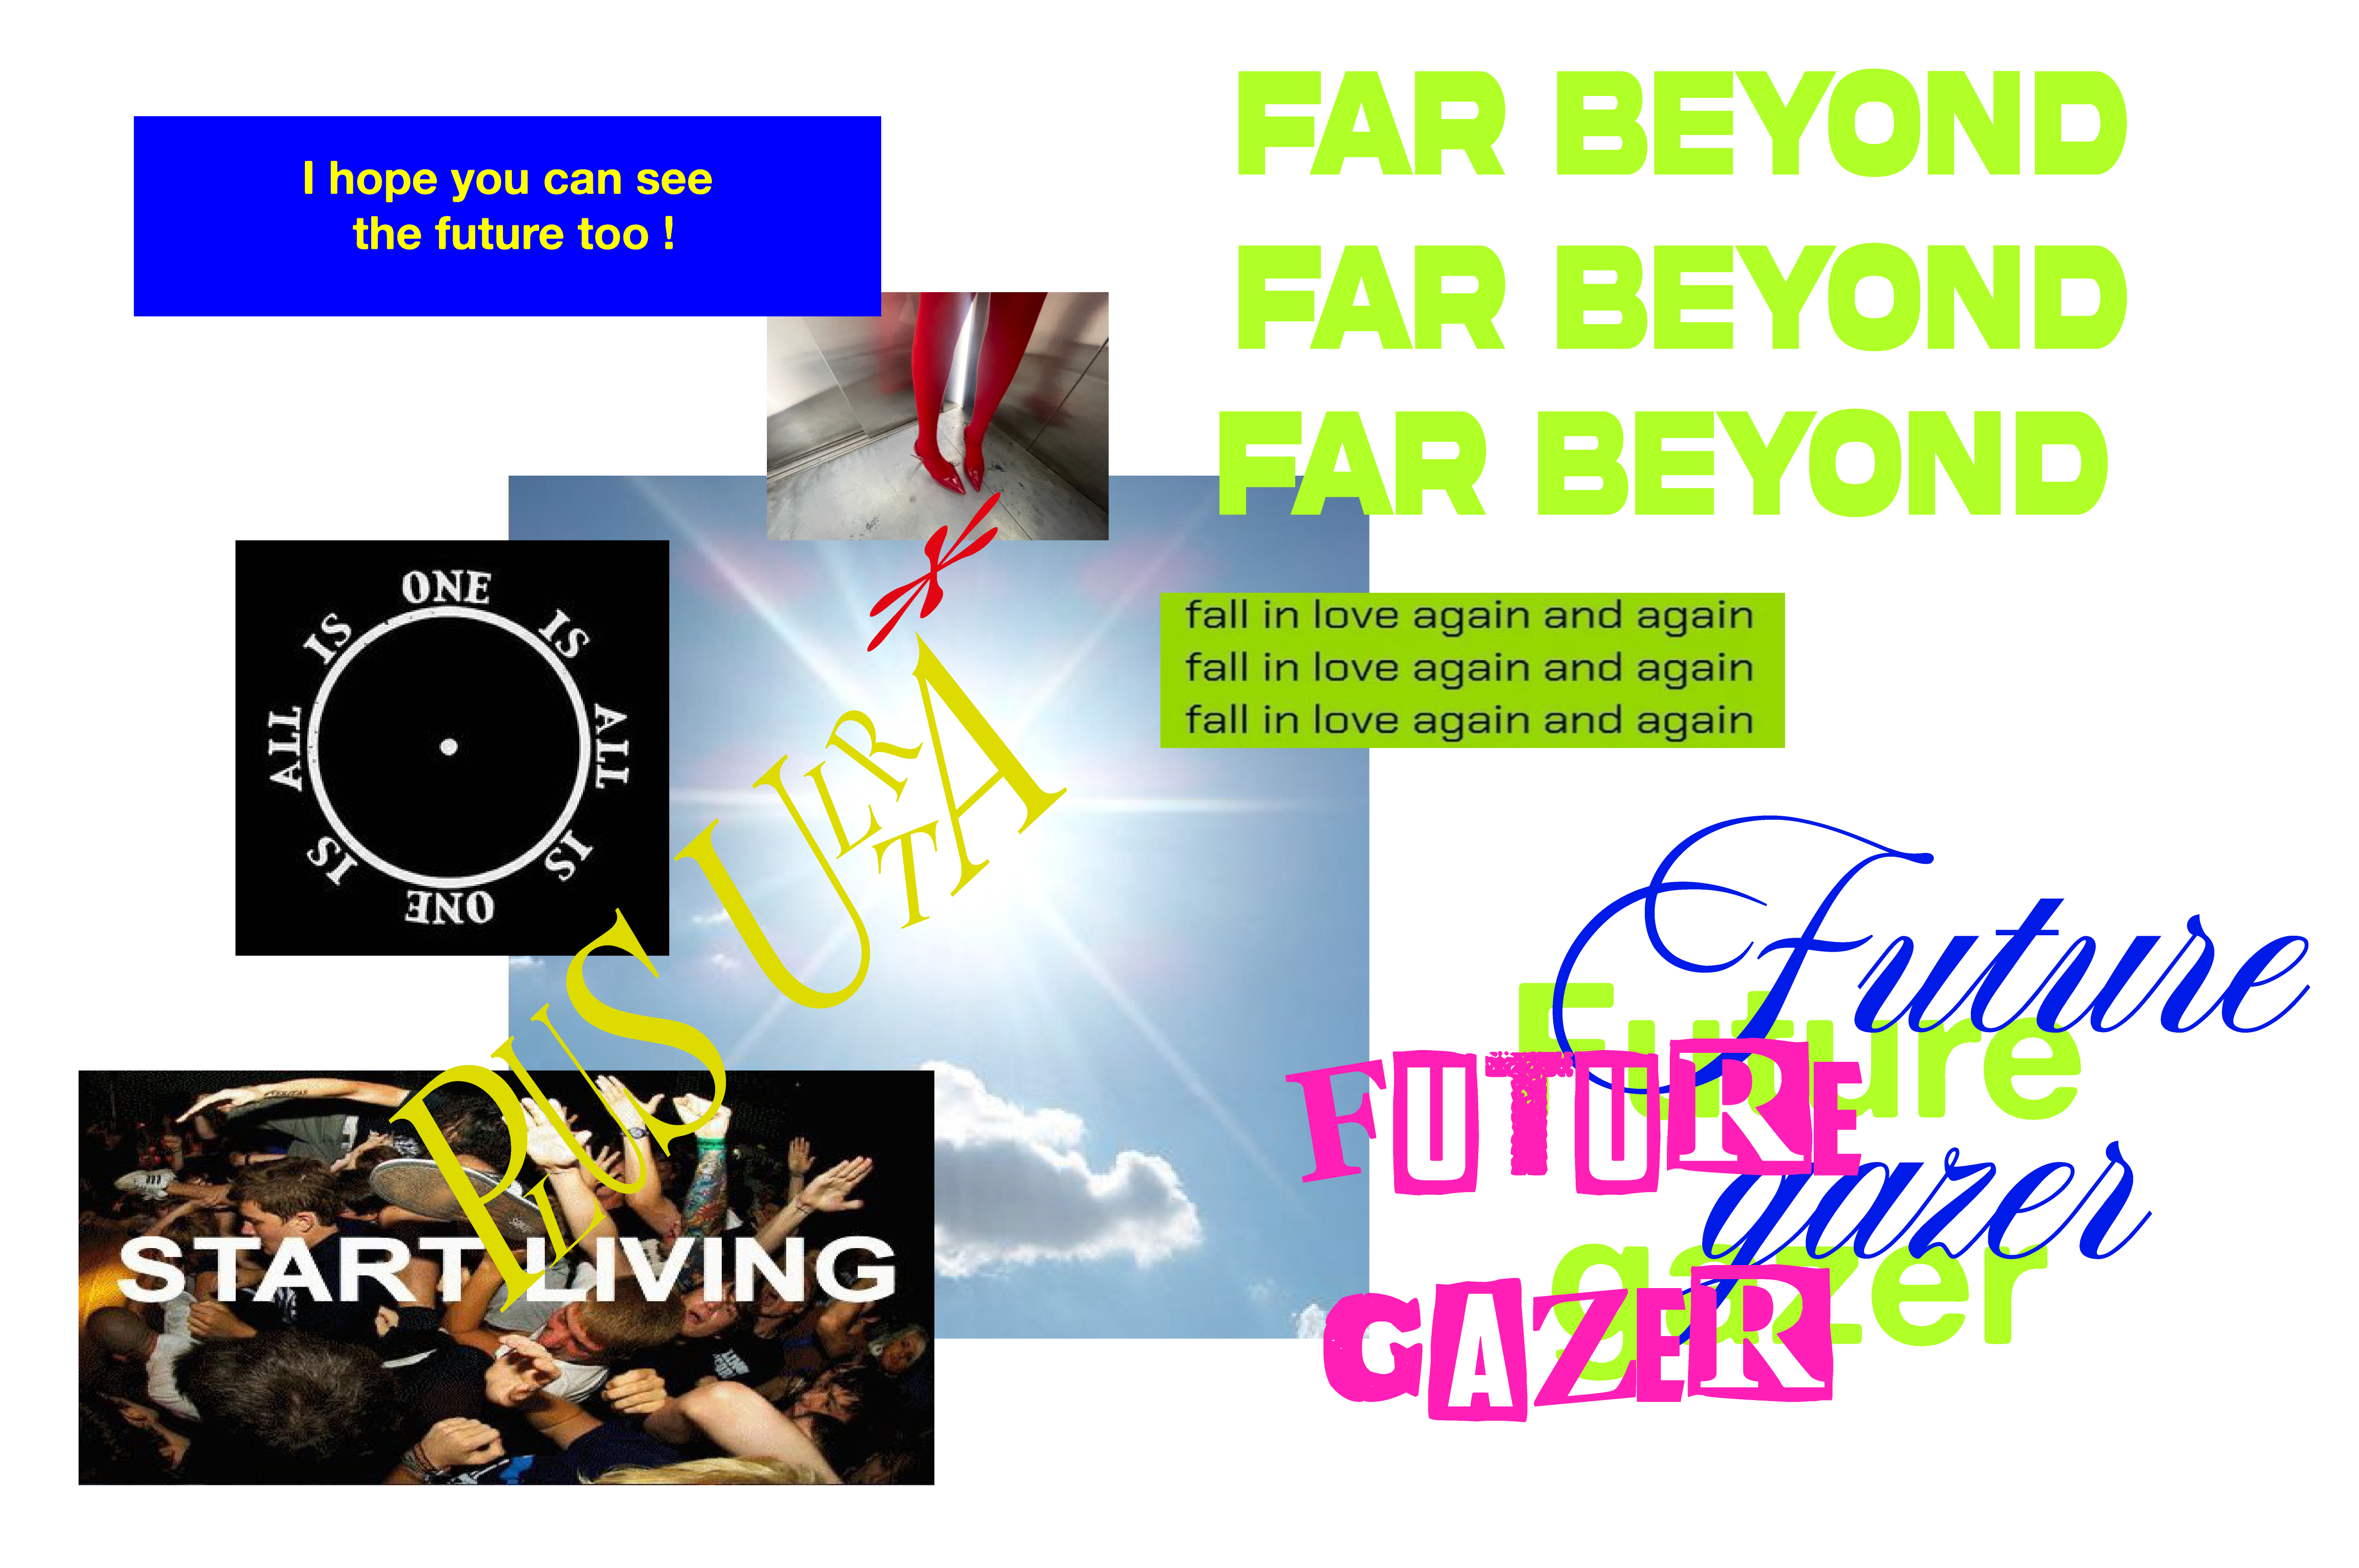 I hope you can see
the future too !
FAR BEYOND
FAR BEYOND
FAR BEYOND
ONE IS ALL IS ONE IS ALL IS
fall in love again and again
fall in love again and again
fall in love again and again
PLUS ULTRA
START LIVING
Future
gazer
Future
gazer
FUTURE
GAZER